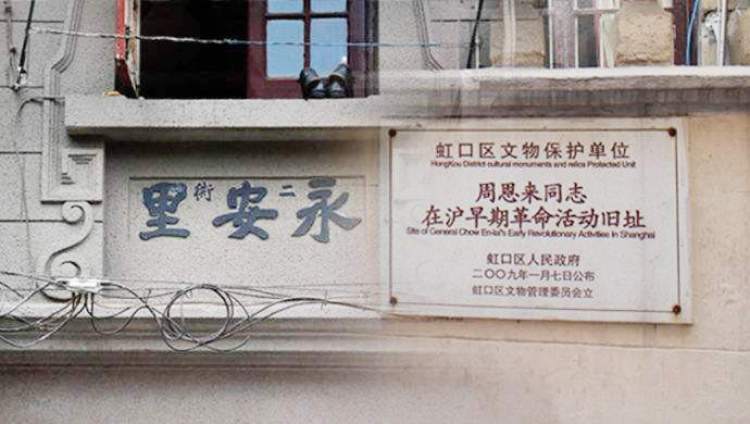 永安里
二衖
虹口区文物保护单位
HongKou District cultural monuments and relics Protected Unit
周恩来同志
在沪早期革命活动旧址
Site of General Chow En-lai's Early Revolutionary Activities in Shanghai
虹口区人民政府
二〇〇九年一月七日公布
虹口区文物管理委员会立